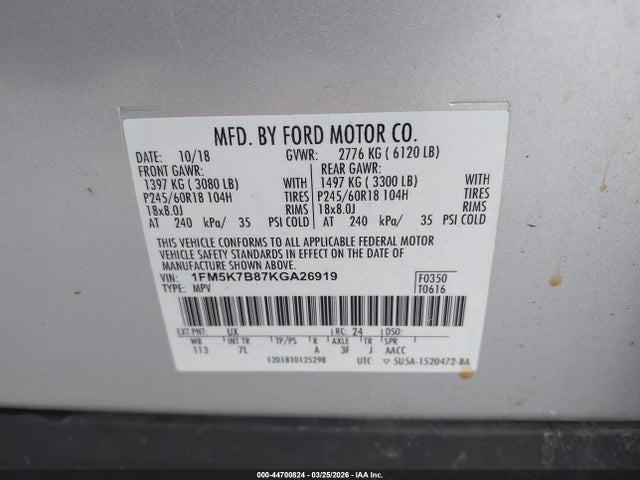 MFD. BY FORD MOTOR CO.
DATE: 10/18 GVWR: 2776 KG ( 6120 LB)
FRONT GAWR: REAR GAWR:
1397 KG ( 3080 LB) WITH 1497 KG ( 3300 LB) WITH
P245/60R18 104H TIRES P245/60R18 104H TIRES
18x8.0J RIMS 18x8.0J RIMS
AT 240 kPa/ 35 PSI COLD AT 240 kPa/ 35 PSI COLD
THIS VEHICLE CONFORMS TO ALL APPLICABLE FEDERAL MOTOR
VEHICLE SAFETY STANDARDS IN EFFECT ON THE DATE OF
MANUFACTURE SHOWN ABOVE.
VIN: 1FM5K7B87KGA26919 F0350
TYPE: MPV T0616
EXT PNT: UX RC: 24 DSO:
WB INT TR TP/PS R AXLE TR SPR
113 7L A 3F J AACC
1201810125298 UTC ▽ 5U5A-1520472-BA
000-44700824 | 03/25/2026 | IAA Inc.